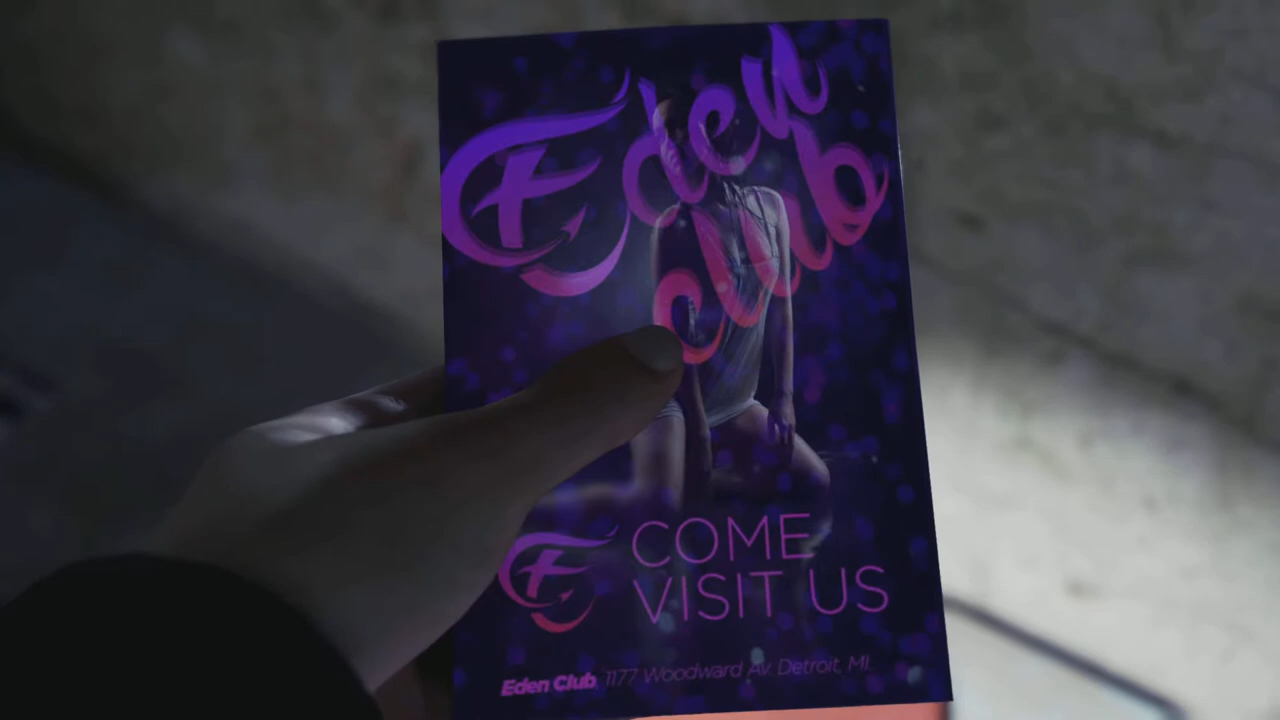 Eden
club
COME
VISIT US
Eden Club, 1177 Woodward Av. Detroit, MI.